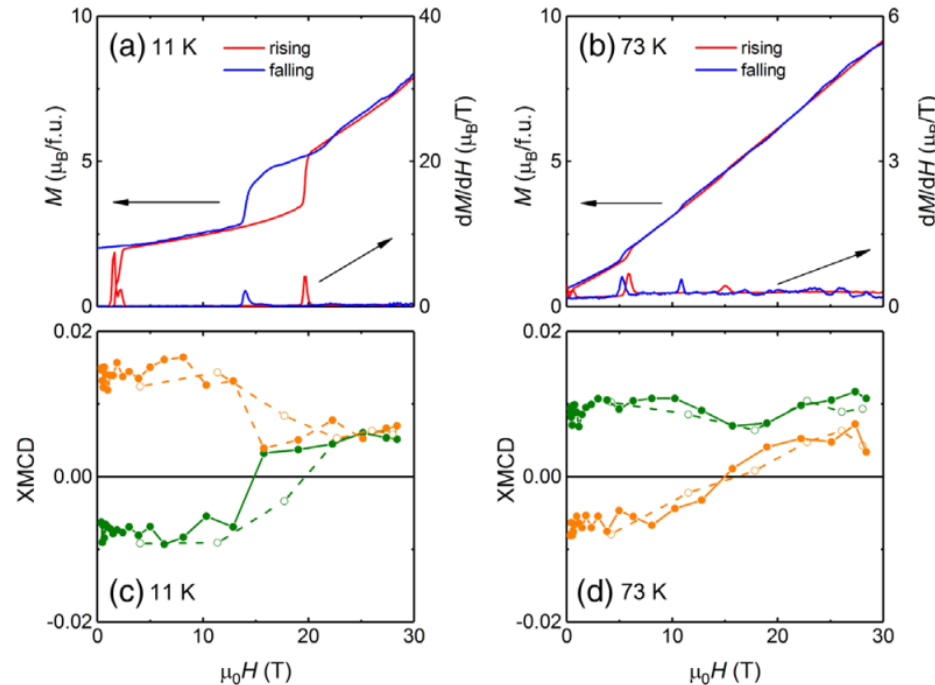 (a) 11 K
rising
falling
10
5
0
M (μB/f.u.)
40
20
0
dM/dH (μB/T)
(b) 73 K
rising
falling
10
5
0
M (μB/f.u.)
6
3
0
dM/dH (μB/T)
(c) 11 K
0.02
0.00
-0.02
XMCD
0 10 20 30
μ0H (T)
(d) 73 K
0.02
0.00
-0.02
0 10 20 30
μ0H (T)